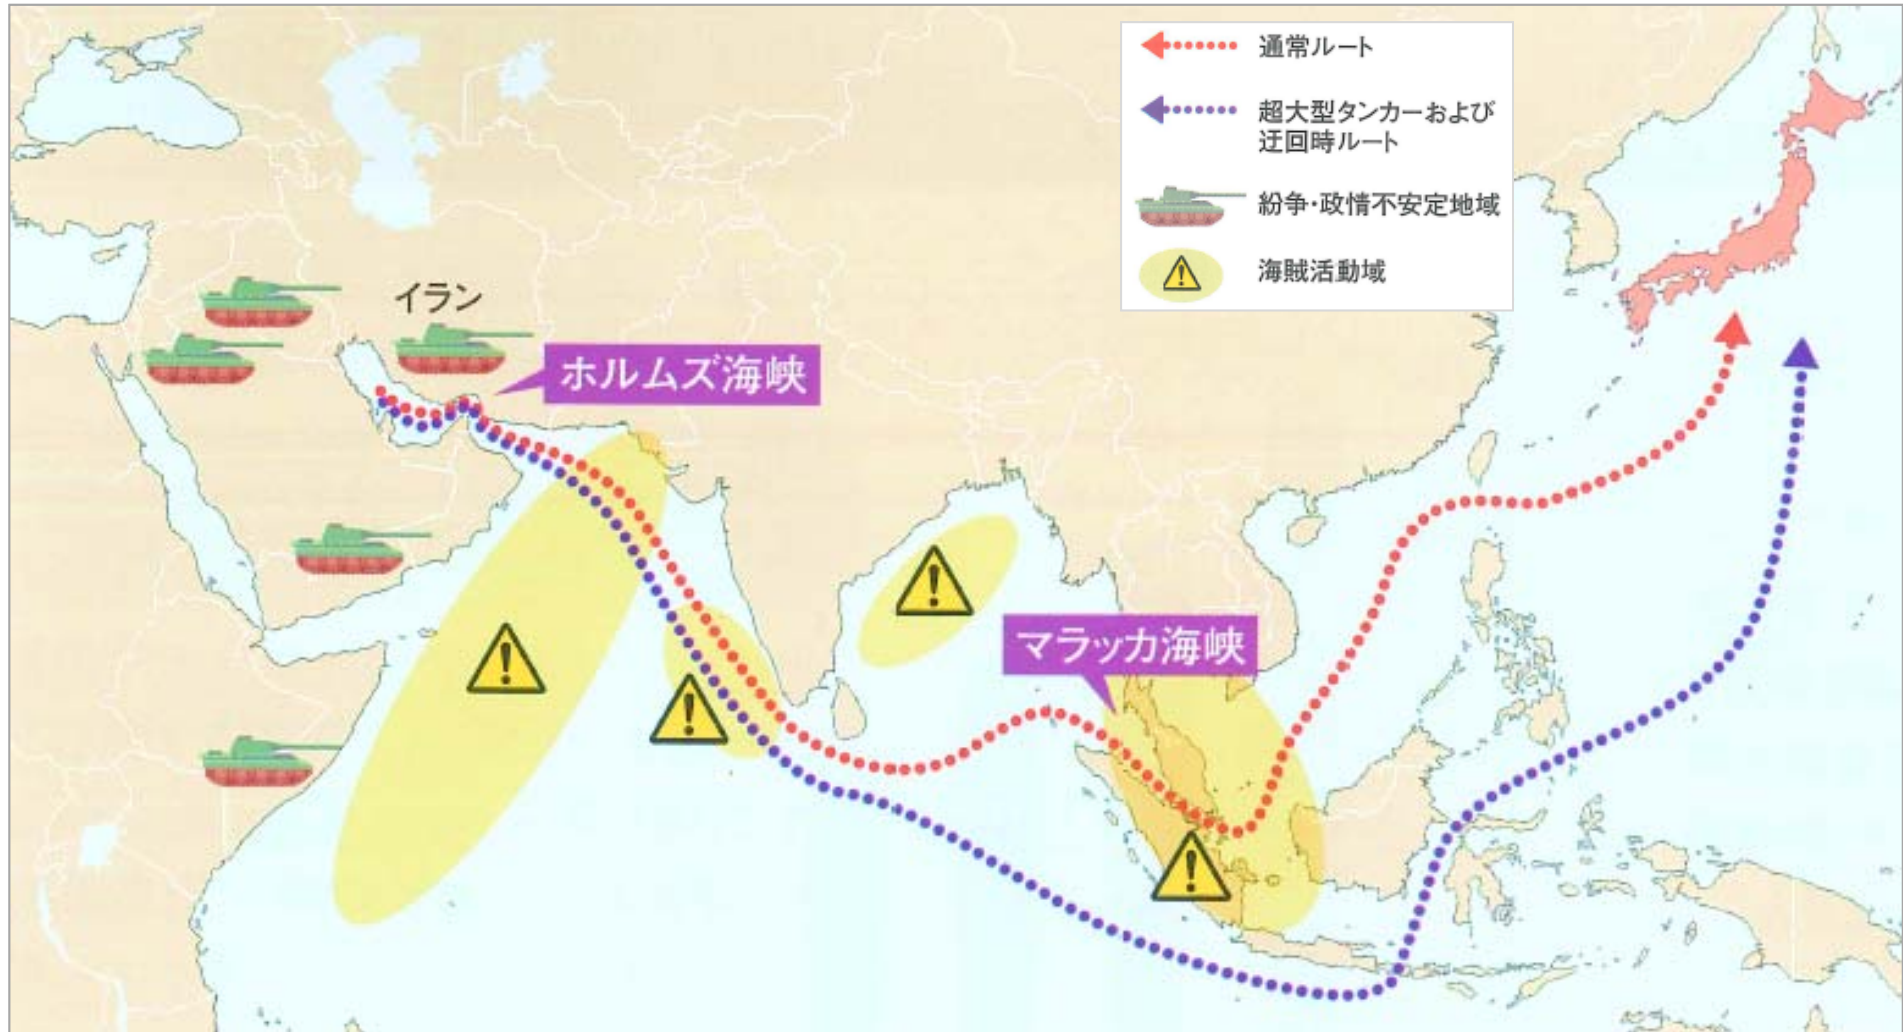 通常ルート
超大型タンカーおよび
迂回時ルート
紛争・政情不安定地域
海賊活動域
イラン
ホルムズ海峡
マラッカ海峡